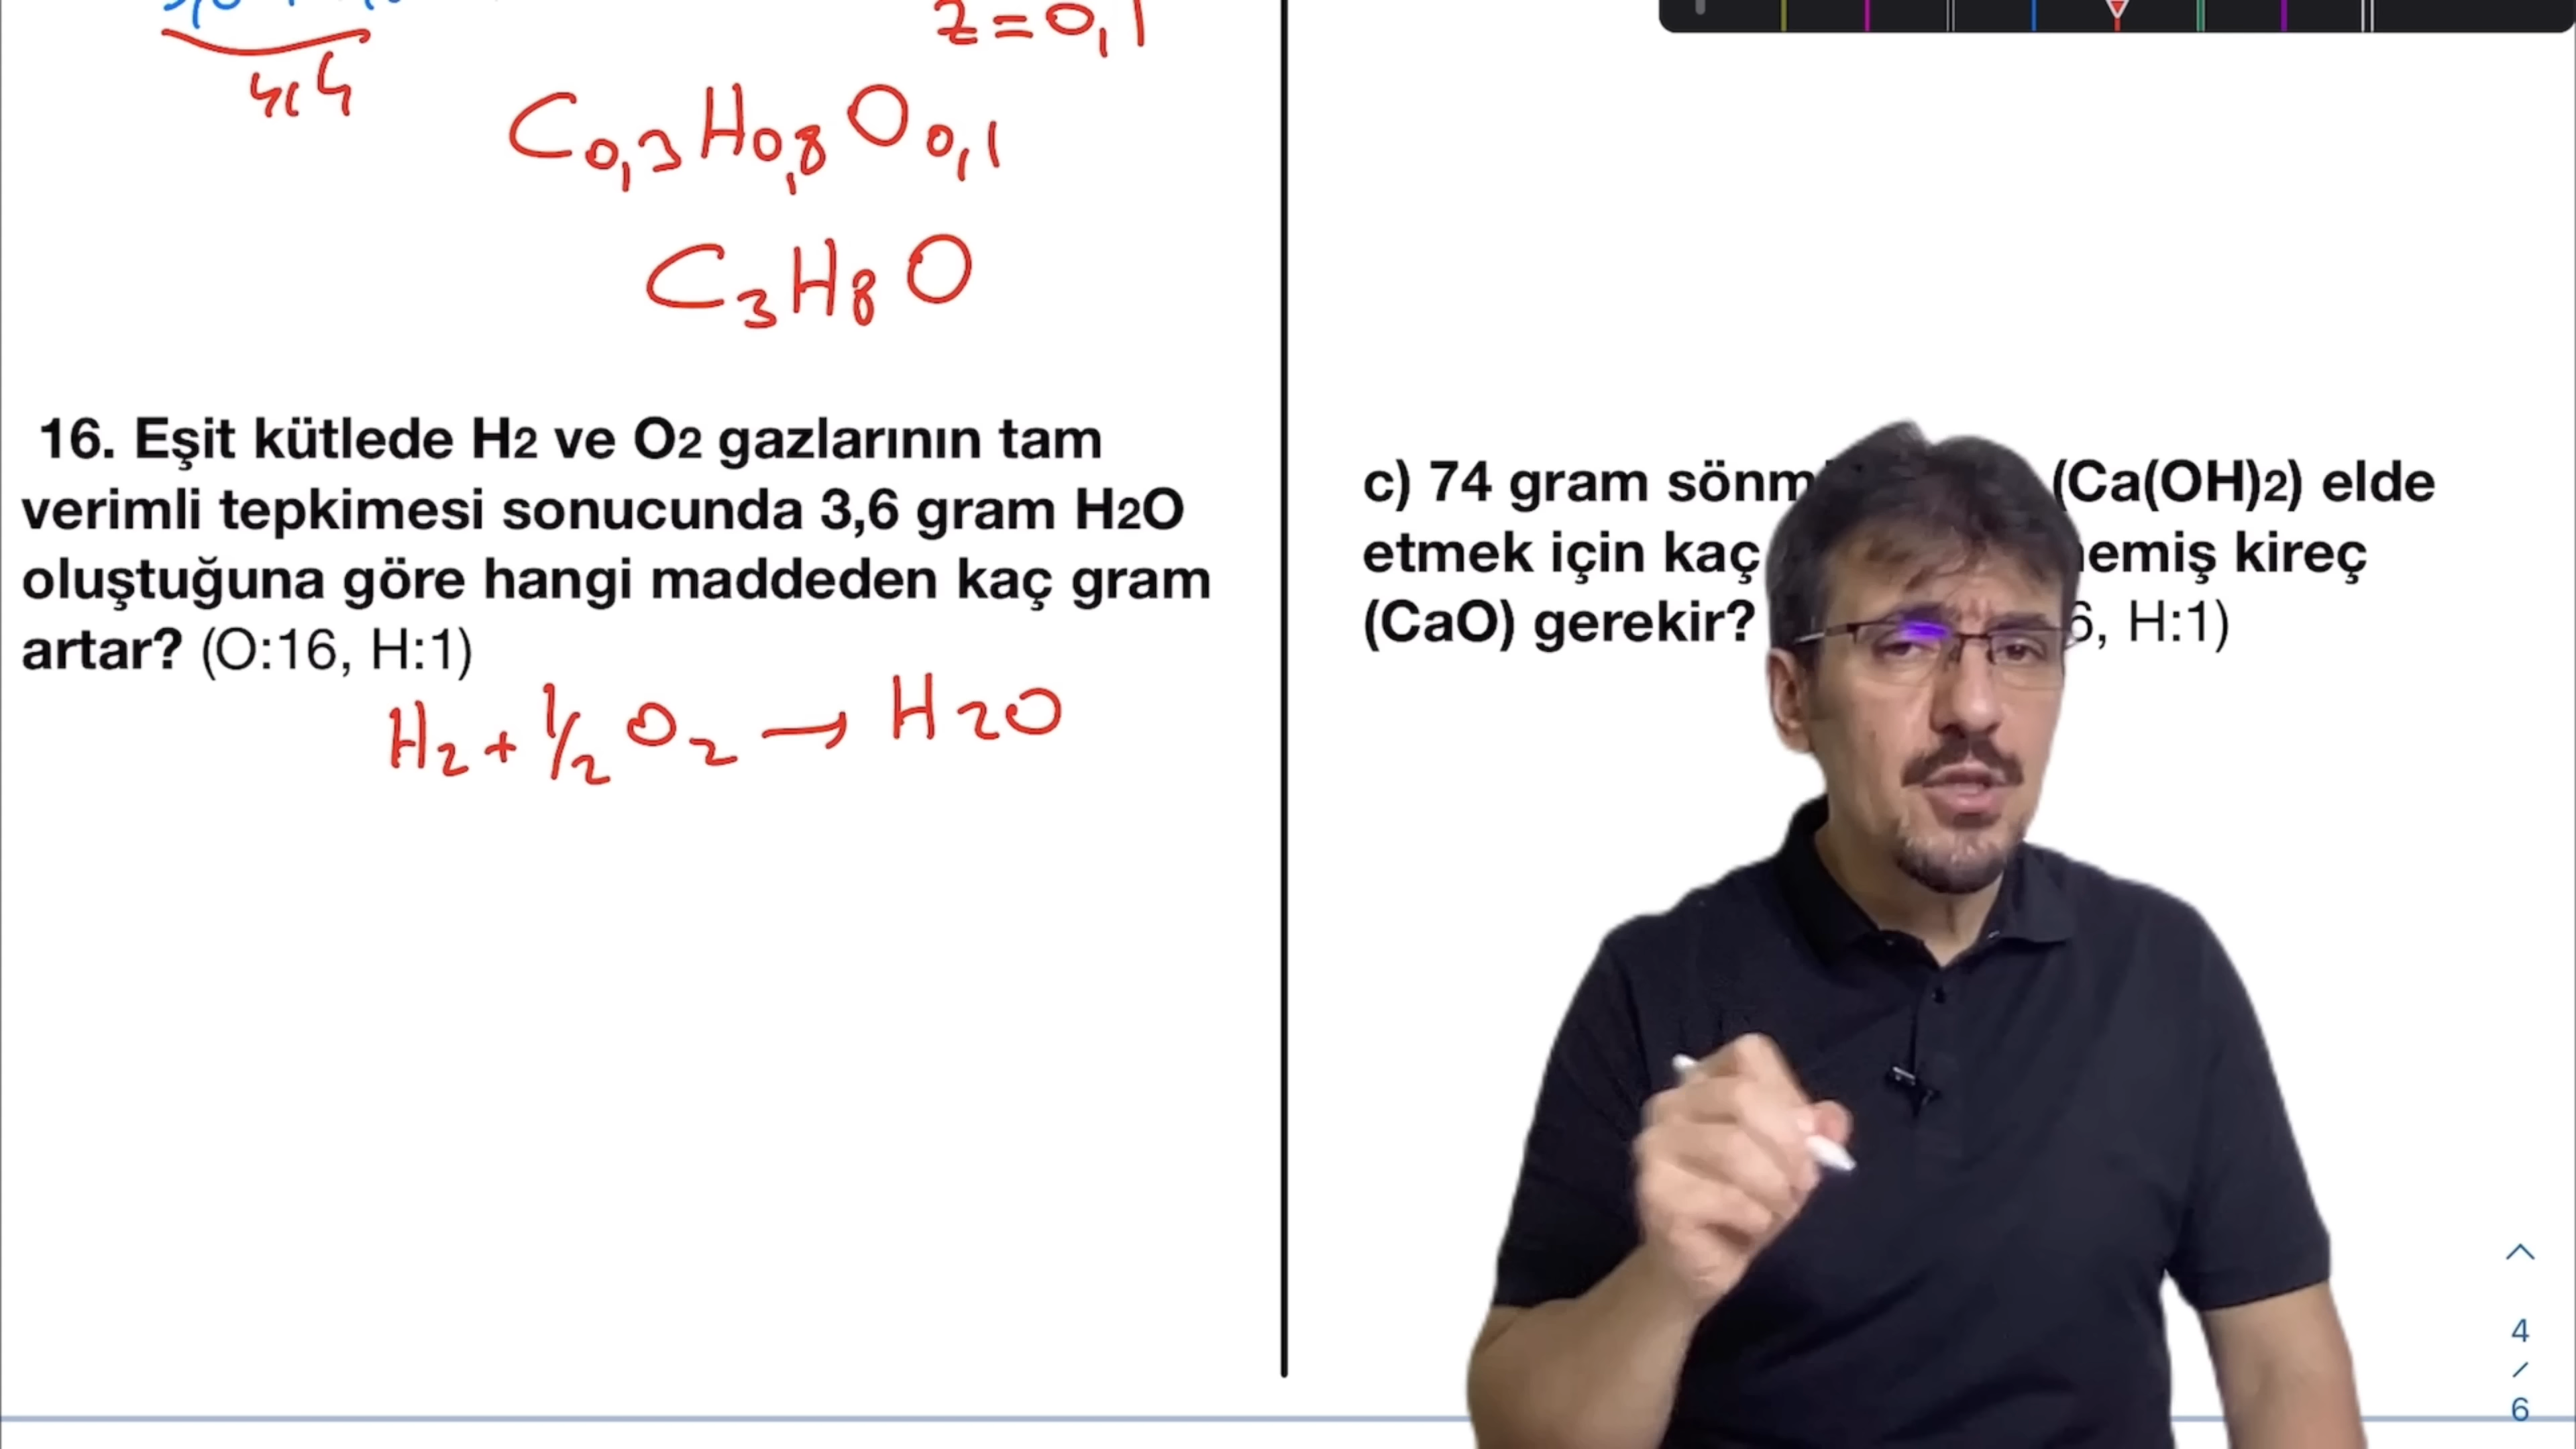 4,4
z = 0,1
C0,3H0,8O0,1
C3H8O
16. Eşit kütlede H2 ve O2 gazlarının tam
verimli tepkimesi sonucunda 3,6 gram H2O
oluştuğuna göre hangi maddeden kaç gram
artar? (O:16, H:1)
H2 + 1/2 O2 → H2O
c) 74 gram (Ca(OH)2) elde
etmek için kaç kireç
(CaO) gerekir? 6, H:1)
4
/
6